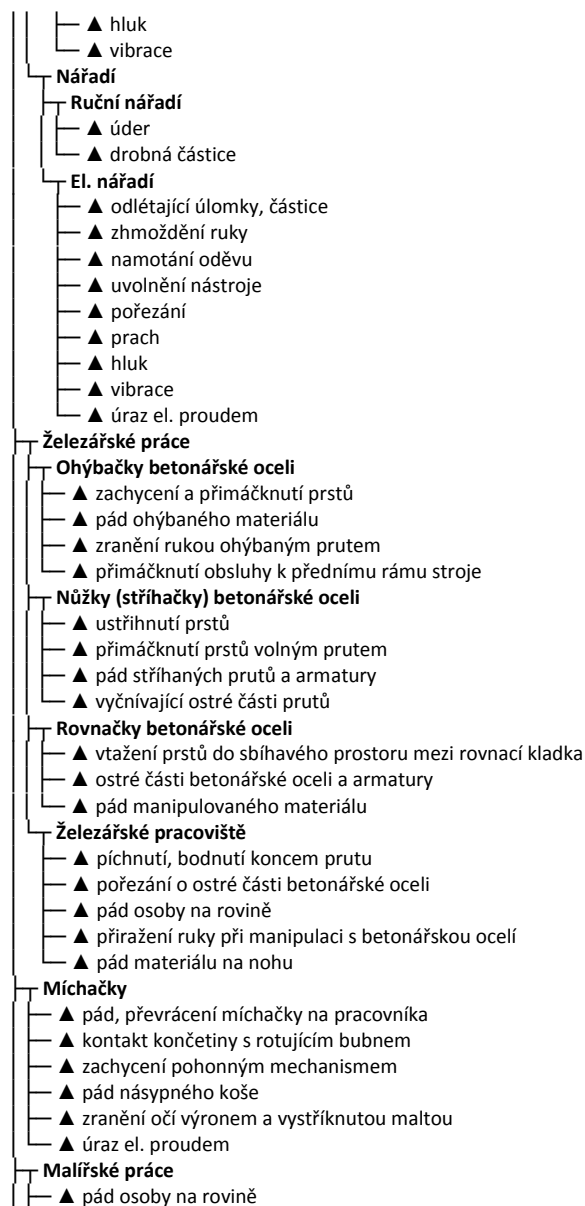 ▲ hluk
▲ vibrace
Nářadí
Ruční nářadí
▲ úder
▲ drobná částice
El. nářadí
▲ odlétající úlomky, částice
▲ zhmoždění ruky
▲ namotání oděvu
▲ uvolnění nástroje
▲ pořezání
▲ prach
▲ hluk
▲ vibrace
▲ úraz el. proudem
Železářské práce
Ohýbačky betonářské oceli
▲ zachycení a přimáčknutí prstů
▲ pád ohýbaného materiálu
▲ zranění rukou ohýbaným prutem
▲ přimáčknutí obsluhy k přednímu rámu stroje
Nůžky (stříhačky) betonářské oceli
▲ ustřihnutí prstů
▲ přimáčknutí prstů volným prutem
▲ pád stříhaných prutů a armatury
▲ vyčnívající ostré části prutů
Rovnačky betonářské oceli
▲ vtažení prstů do sbíhavého prostoru mezi rovnací kladka
▲ ostré části betonářské oceli a armatury
▲ pád manipulovaného materiálu
Železářské pracoviště
▲ píchnutí, bodnutí koncem prutu
▲ pořezání o ostré části betonářské oceli
▲ pád osoby na rovině
▲ přiražení ruky při manipulaci s betonářskou ocelí
▲ pád materiálu na nohu
Míchačky
▲ pád, převrácení míchačky na pracovníka
▲ kontakt končetiny s rotujícím bubnem
▲ zachycení pohonným mechanismem
▲ pád násypného koše
▲ zranění očí výronem a vystříknutou maltou
▲ úraz el. proudem
Malířské práce
▲ pád osoby na rovině